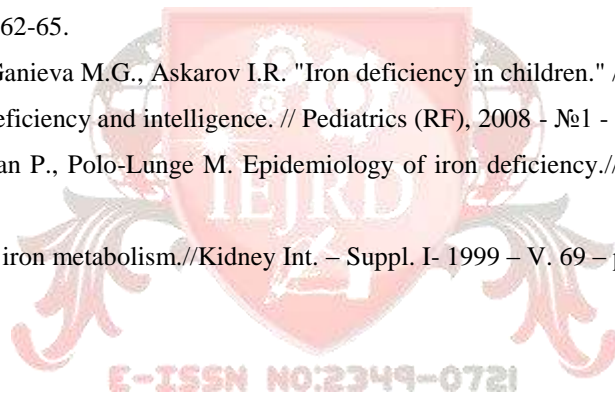 62-65.
Ganieva M.G., Askarov I.R. "Iron deficiency in children." /
eficiency and intelligence. // Pediatrics (RF), 2008 - №1 -
an P., Polo-Lunge M. Epidemiology of iron deficiency.//
IEJRD
iron metabolism.//Kidney Int. – Suppl. I- 1999 – V. 69 – p
E-ISSN NO:2349-0721